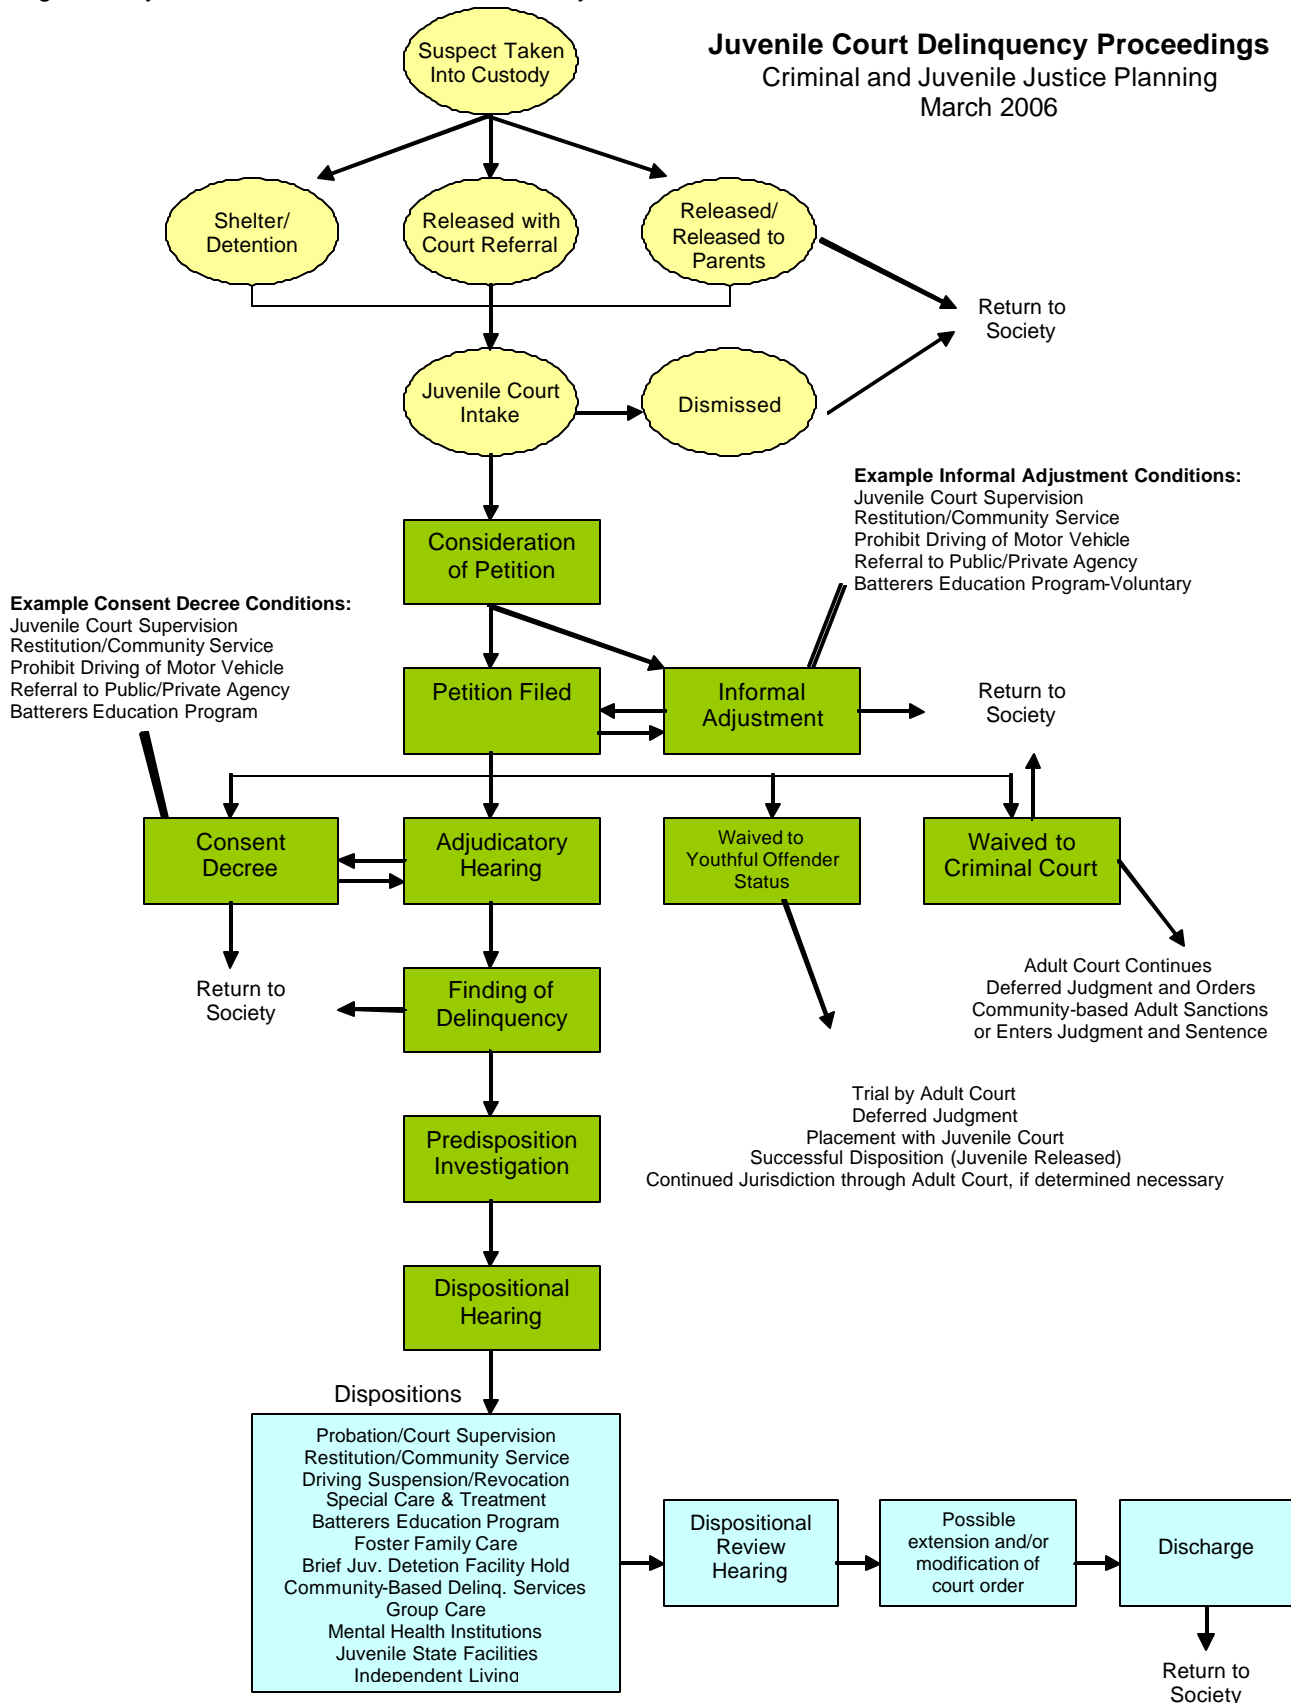 Suspect Taken
Into Custody
Juvenile Court Delinquency Proceedings
Criminal and Juvenile Justice Planning
March 2006
Shelter/
Detention
Released with
Court Referral
Released/
Released to
Parents
Return to
Society
Juvenile Court
Intake
Dismissed
Example Informal Adjustment Conditions:
Juvenile Court Supervision
Restitution/Community Service
Prohibit Driving of Motor Vehicle
Referral to Public/Private Agency
Batterers Education Program-Voluntary
Consideration
of Petition
Example Consent Decree Conditions:
Juvenile Court Supervision
Restitution/Community Service
Prohibit Driving of Motor Vehicle
Referral to Public/Private Agency
Batterers Education Program
Petition Filed
Informal
Adjustment
Return to
Society
Consent
Decree
Adjudicatory
Hearing
Waived to
Youthful Offender
Status
Waived to
Criminal Court
Return to
Society
Finding of
Delinquency
Adult Court Continues
Deferred Judgment and Orders
Community-based Adult Sanctions
or Enters Judgment and Sentence
Trial by Adult Court
Deferred Judgment
Placement with Juvenile Court
Successful Disposition (Juvenile Released)
Continued Jurisdiction through Adult Court, if determined necessary
Predisposition
Investigation
Dispositional
Hearing
Dispositions
Probation/Court Supervision
Restitution/Community Service
Driving Suspension/Revocation
Special Care & Treatment
Batterers Education Program
Foster Family Care
Brief Juv. Detetion Facility Hold
Community-Based Delinq. Services
Group Care
Mental Health Institutions
Juvenile State Facilities
Independent Living
Dispositional
Review
Hearing
Possible
extension and/or
modification of
court order
Discharge
Return to
Society